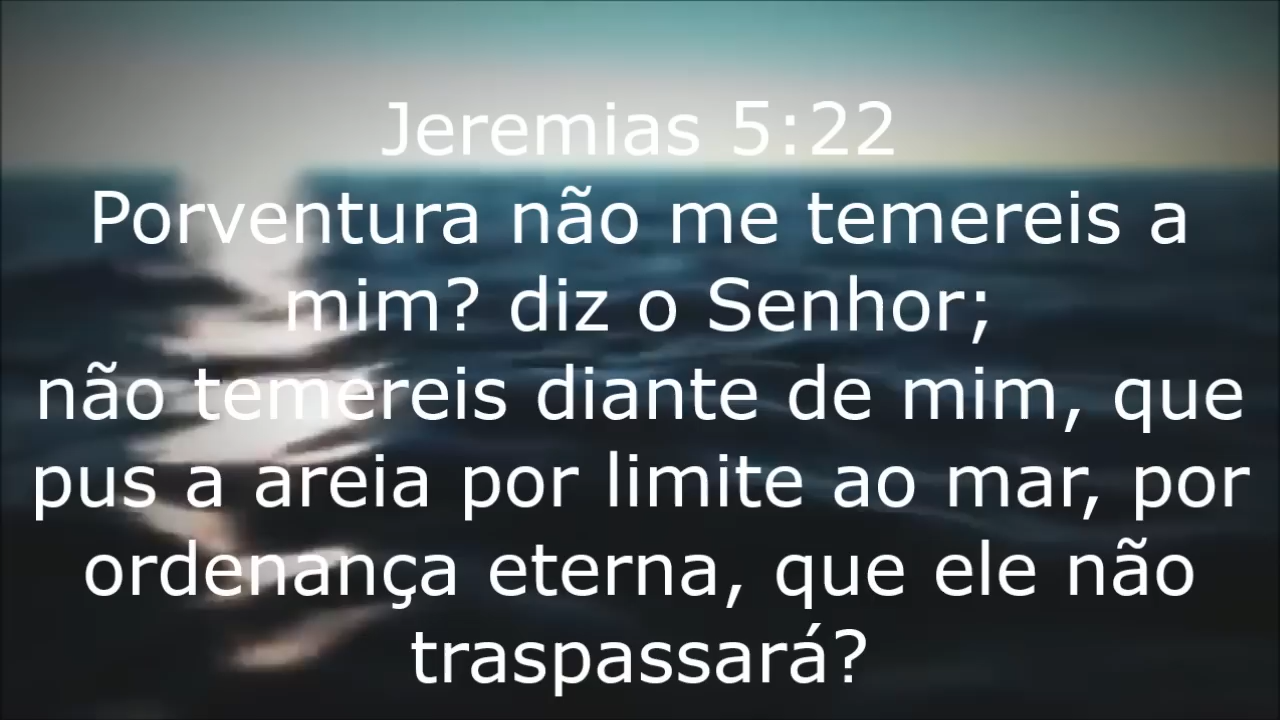 Jeremias 5:22
Porventura não me temereis a
mim? diz o Senhor;
não temereis diante de mim, que
pus a areia por limite ao mar, por
ordenança eterna, que ele não
traspassará?